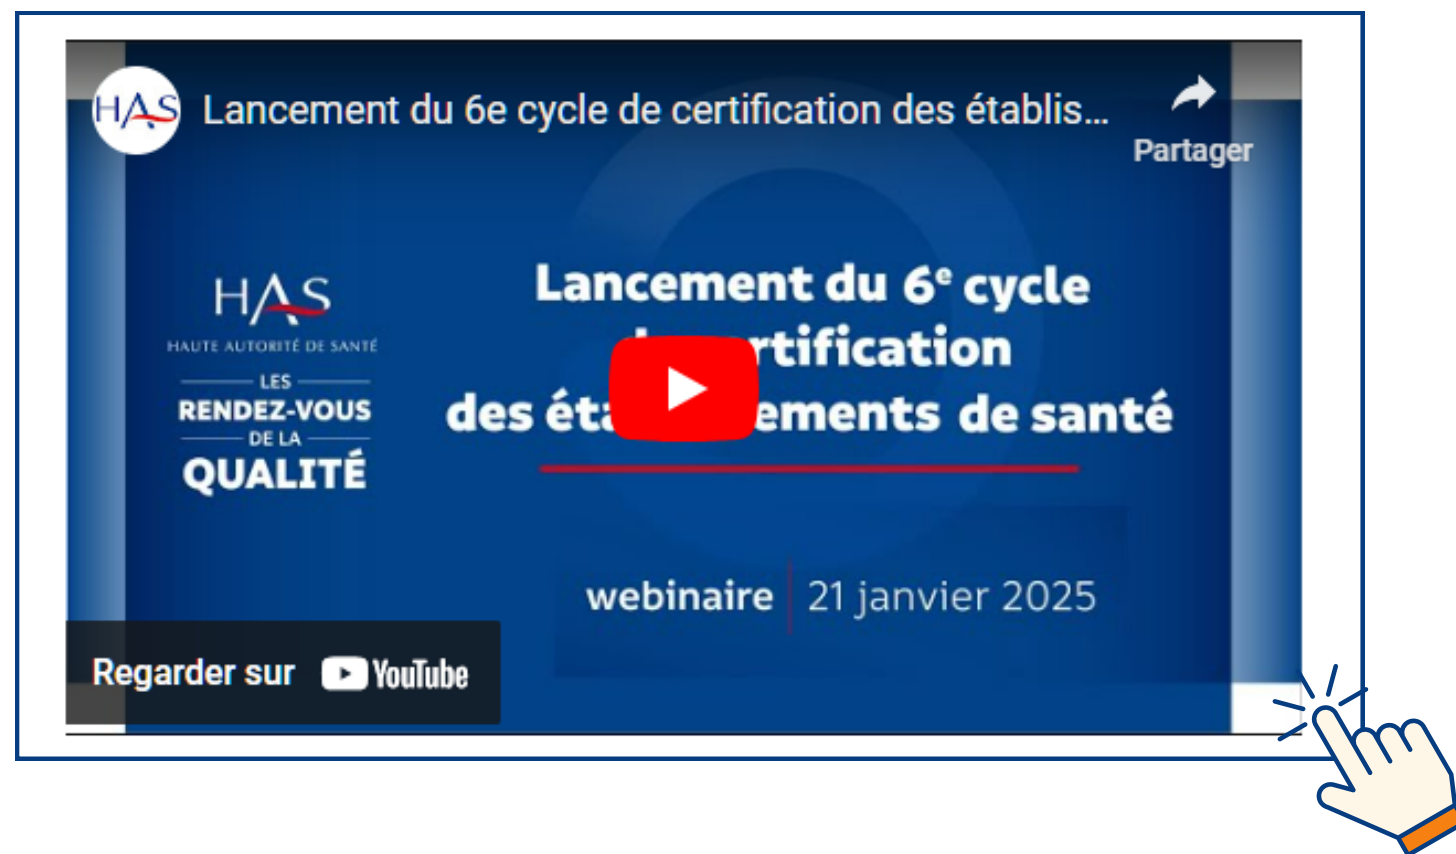 HAS Lancement du 6e cycle de certification des établis...
Partager
HAS
HAUTE AUTORITÉ DE SANTÉ
LES
RENDEZ-VOUS
DE LA
QUALITÉ
Lancement du 6e cycle
rtification
des éta ements de santé
webinaire | 21 janvier 2025
Regarder sur YouTube